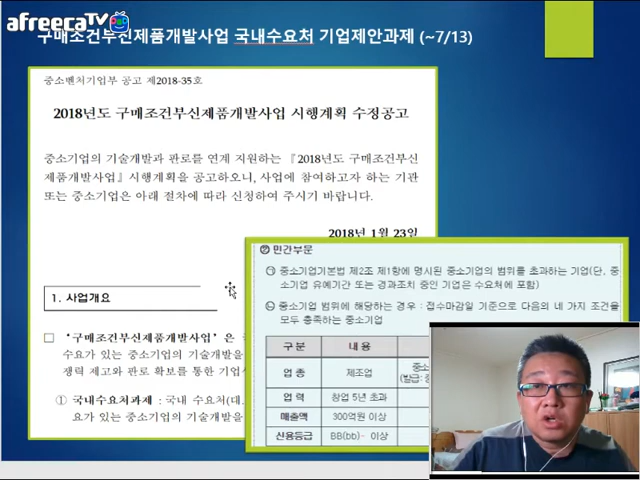 afreecaTV
구매조건부신제품개발사업 국내수요처 기업제안과제 (~7/13)
중소벤처기업부 공고 제2018-35호
2018년도 구매조건부신제품개발사업 시행계획 수정공고
중소기업의 기술개발과 판로를 연계 지원하는 『2018년도 구매조건부신
제품개발사업』 시행계획을 공고하오니, 사업에 참여하고자 하는 기관
또는 중소기업은 아래 절차에 따라 신청하여 주시기 바랍니다.
2018년 1월 23일
1. 사업개요
□ “구매조건부신제품개발사업”은
수요가 있는 중소기업의 기술개발을
쟁력 제고와 판로 확보를 통한 기업
① 국내수요처과제 : 국내 수요처(대
요가 있는 중소기업의 기술개발을
㉮ 민간부문
㉠ 중소기업기본법 제2조 제1항에 명시된 중소기업의 범위를 초과하는 기업(단, 중
소기업 유예기간 또는 경과조치 중인 기업은 수요처에 포함)
㉡ 중소기업 범위에 해당하는 경우 : 접수마감일 기준으로 다음의 네 가지 조건을
모두 충족하는 중소기업
구 분 내 용
업 종 제조업 중소
(발급:
업 력 창업 5년 초과
매출액 300억원 이상
신용등급 BB(bb)- 이상